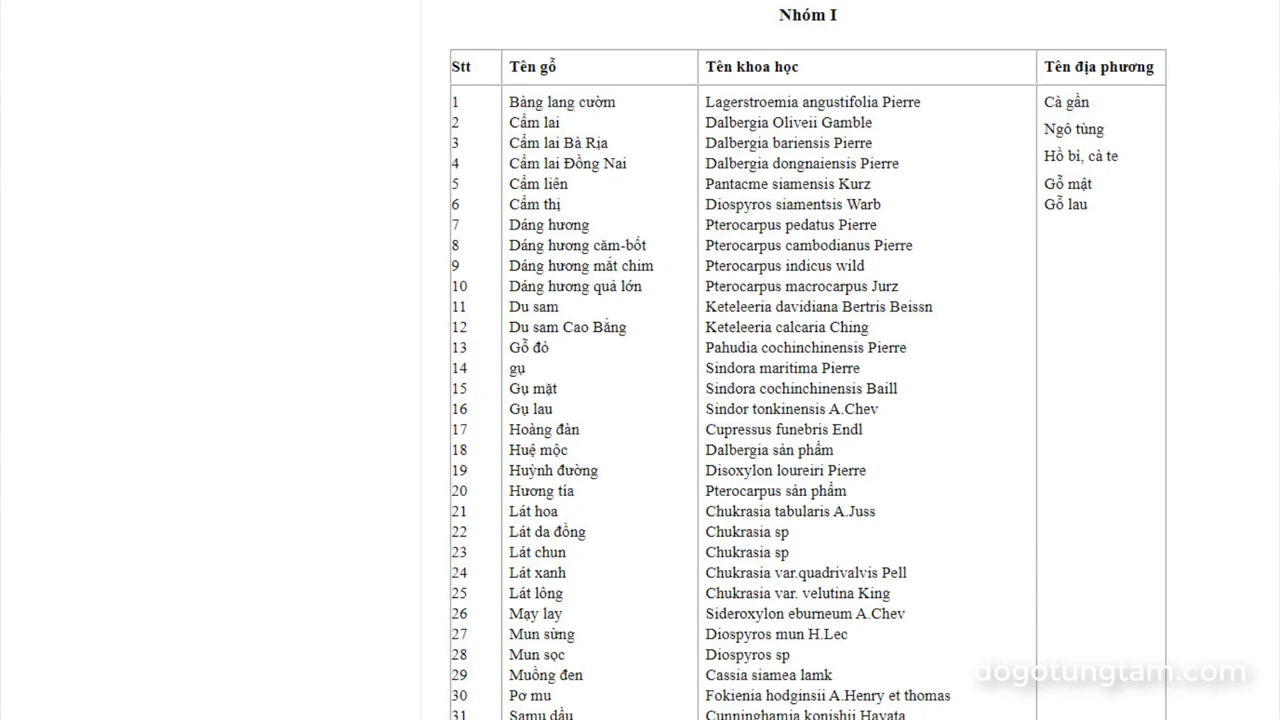 Nhóm I
Stt Tên gỗ Tên khoa học Tên địa phương
1 Bàng lang cườm Lagerstroemia angustifolia Pierre Cà gần
2 Cẩm lai Dalbergia Oliveii Gamble Ngô tùng
3 Cẩm lai Bà Rịa Dalbergia bariensis Pierre Hồ bì, cà te
4 Cẩm lai Đồng Nai Dalbergia dongnaiensis Pierre
5 Cẩm liên Pantacme siamensis Kurz Gỗ mật
6 Cẩm thị Diospyros siamentsis Warb Gỗ lau
7 Dáng hương Pterocarpus pedatus Pierre
8 Dáng hương căm-bốt Pterocarpus cambodianus Pierre
9 Dáng hương mắt chim Pterocarpus indicus wild
10 Dáng hương quả lớn Pterocarpus macrocarpus Jurz
11 Du sam Keteleeria davidiana Bertris Beissn
12 Du sam Cao Bằng Keteleeria calcaria Ching
13 Gỗ đỏ Pahudia cochinchinensis Pierre
14 gụ Sindora maritima Pierre
15 Gụ mặt Sindora cochinchinensis Baill
16 Gụ lau Sindor tonkinensis A.Chev
17 Hoàng đàn Cupressus funebris Endl
18 Huệ mộc Dalbergia sản phẩm
19 Huỳnh đường Disoxylon loureiri Pierre
20 Hương tía Pterocarpus sản phẩm
21 Lát hoa Chukrasia tabularis A.Juss
22 Lát da đồng Chukrasia sp
23 Lát chun Chukrasia sp
24 Lát xanh Chukrasia var.quadrivalvis Pell
25 Lát lông Chukrasia var. velutina King
26 Mạy lay Sideroxylon eburneum A.Chev
27 Mun sừng Diospyros mun H.Lec
28 Mun sọc Diospyros sp
29 Muồng đen Cassia siamea lamk
30 Pơ mu Fokienia hodginsii A.Henry et thomas
31 Samu dầu Cunninghamia konishii Hayata
dogotungtam.com